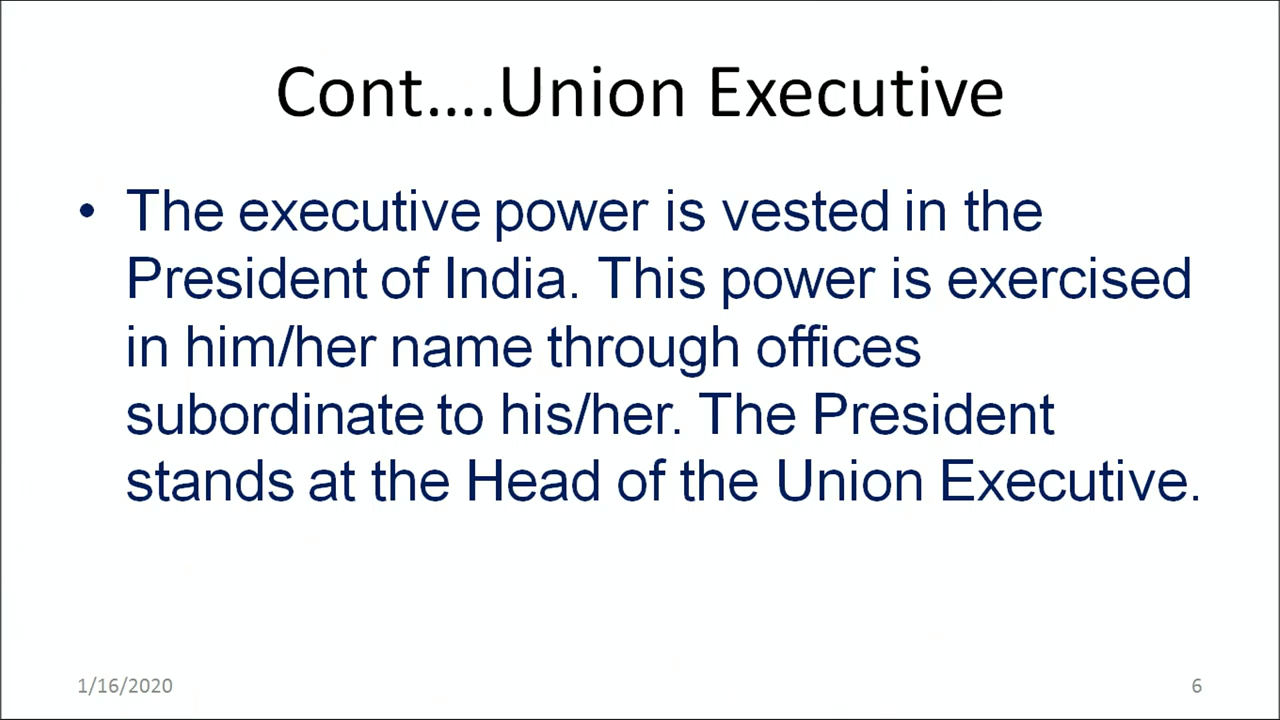 Cont....Union Executive
• The executive power is vested in the
President of India. This power is exercised
in him/her name through offices
subordinate to his/her. The President
stands at the Head of the Union Executive.
1/16/2020
6